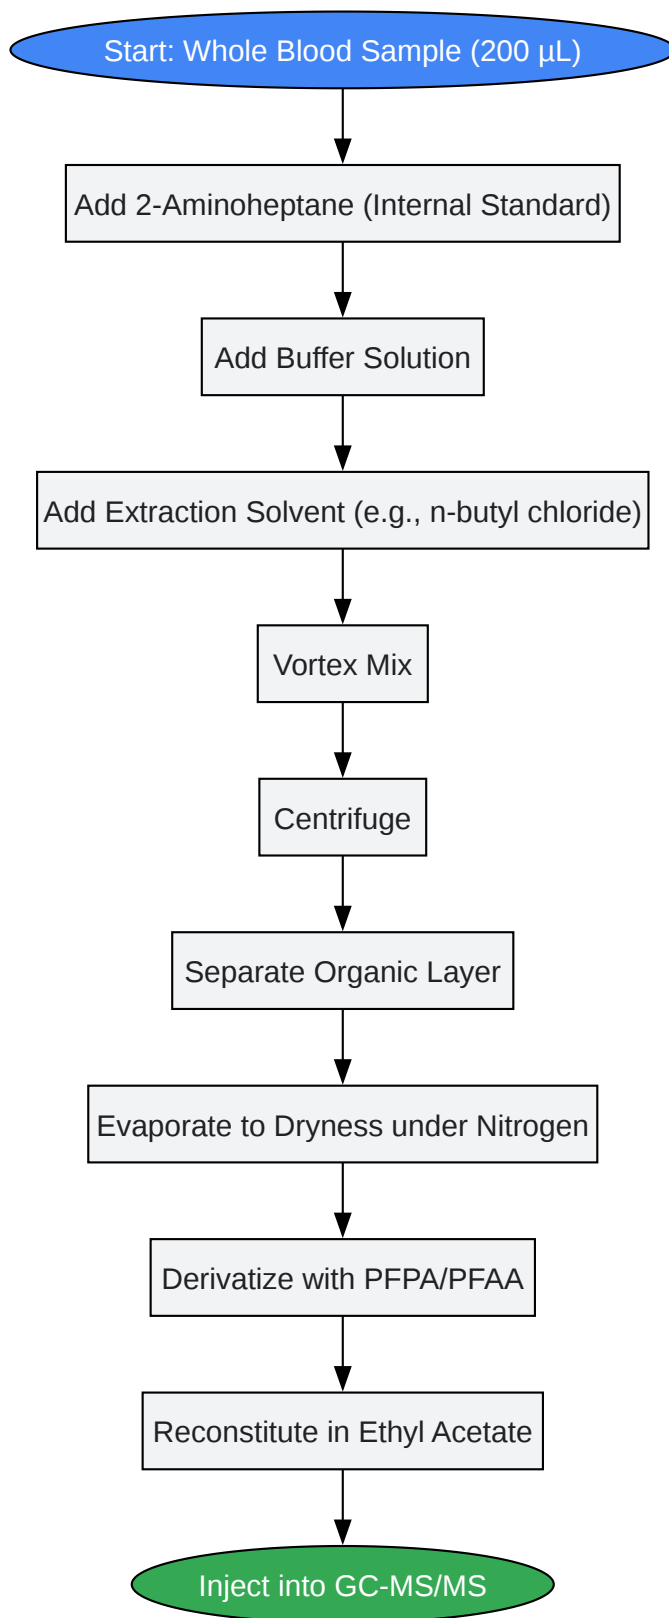 Start: Whole Blood Sample (200 µL)
Add 2-Aminoheptane (Internal Standard)
Add Buffer Solution
Add Extraction Solvent (e.g., n-butyl chloride)
Vortex Mix
Centrifuge
Separate Organic Layer
Evaporate to Dryness under Nitrogen
Derivatize with PFPA/PFAA
Reconstitute in Ethyl Acetate
Inject into GC-MS/MS